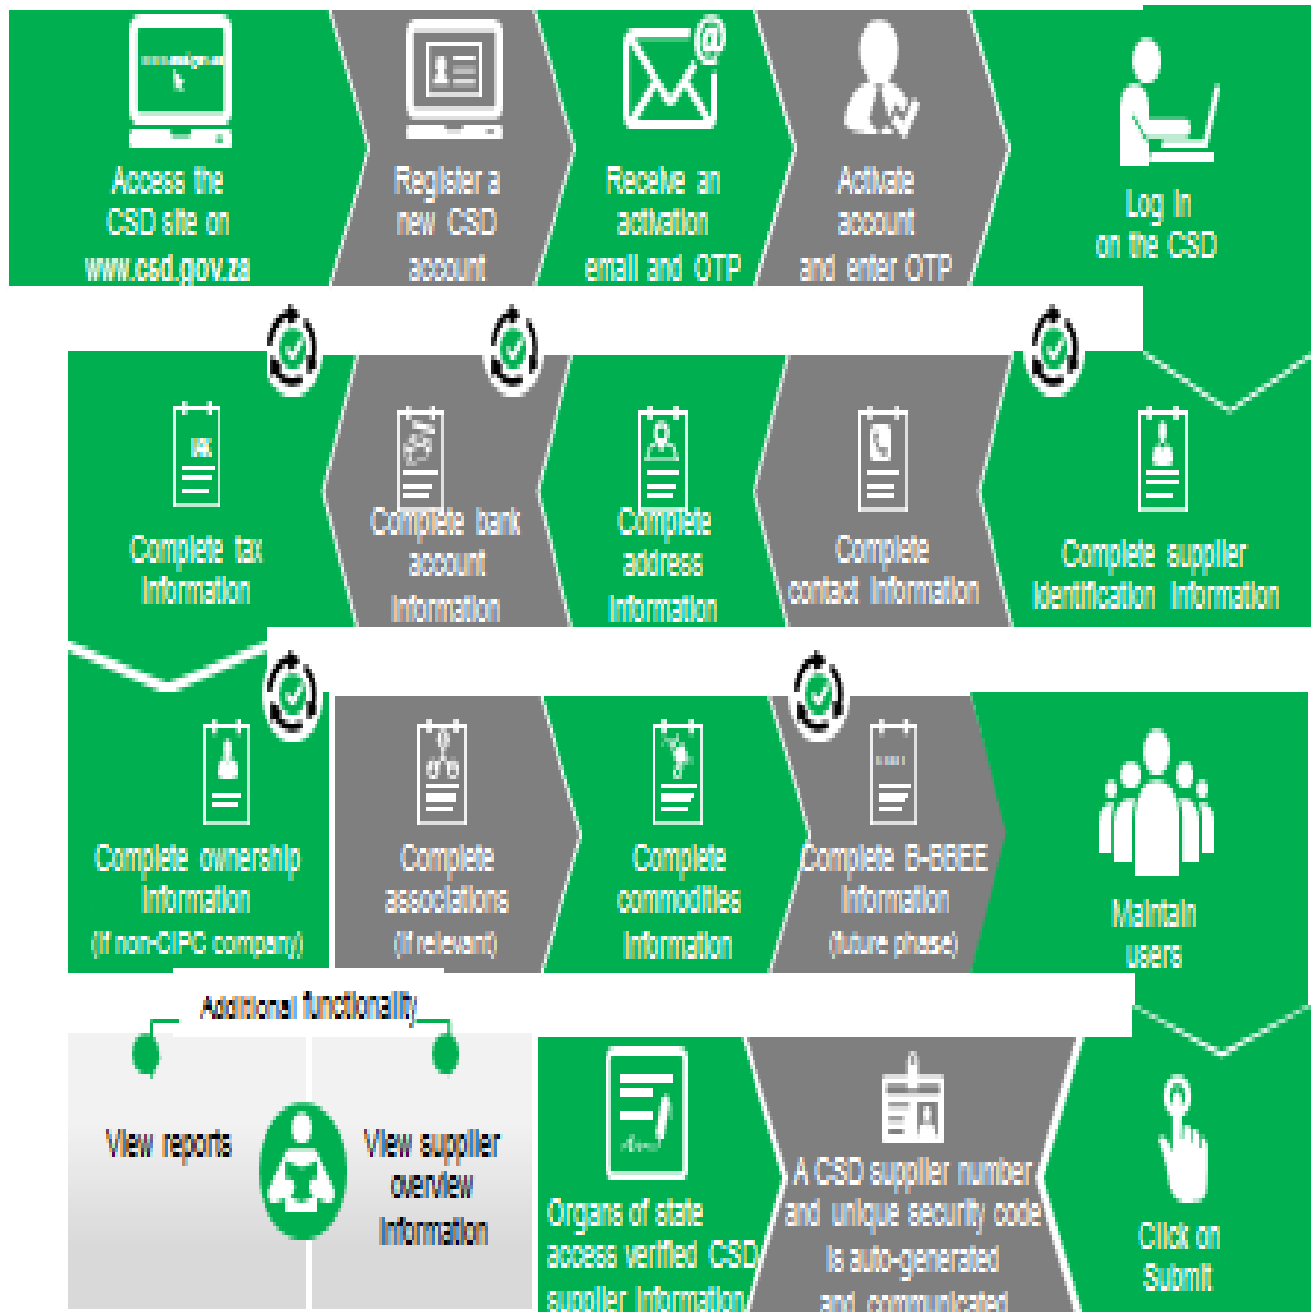 Access the
CSD site on
www.csd.gov.za
Register a
new CSD
account
Receive an
activation
email and OTP
Activate
account
and enter OTP
Log in
on the CSD
Complete supplier
identification information
Complete
contact information
Complete
address
information
Complete bank
account
information
TAX
Complete tax
information
Complete ownership
information
(if non-CIPC company)
Complete
associations
(if relevant)
Complete
commodities
information
Complete B-BBEE
information
(future phase)
Maintain
users
Click on
Submit
A CSD supplier number
and unique security code
is auto-generated
and communicated
Organs of state
access verified CSD
supplier information
Additional functionality
View reports
View supplier
overview
information